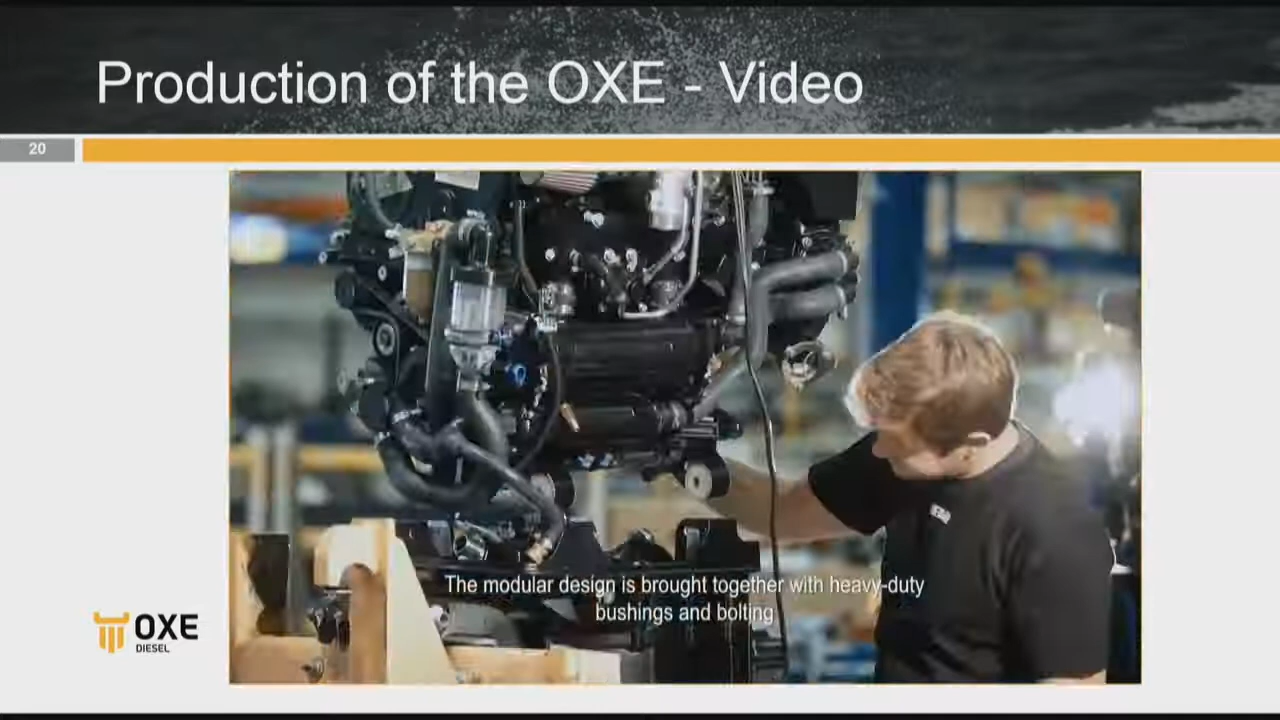 Production of the OXE - Video
20
The modular design is brought together with heavy-duty
bushings and bolting
OXE
DIESEL